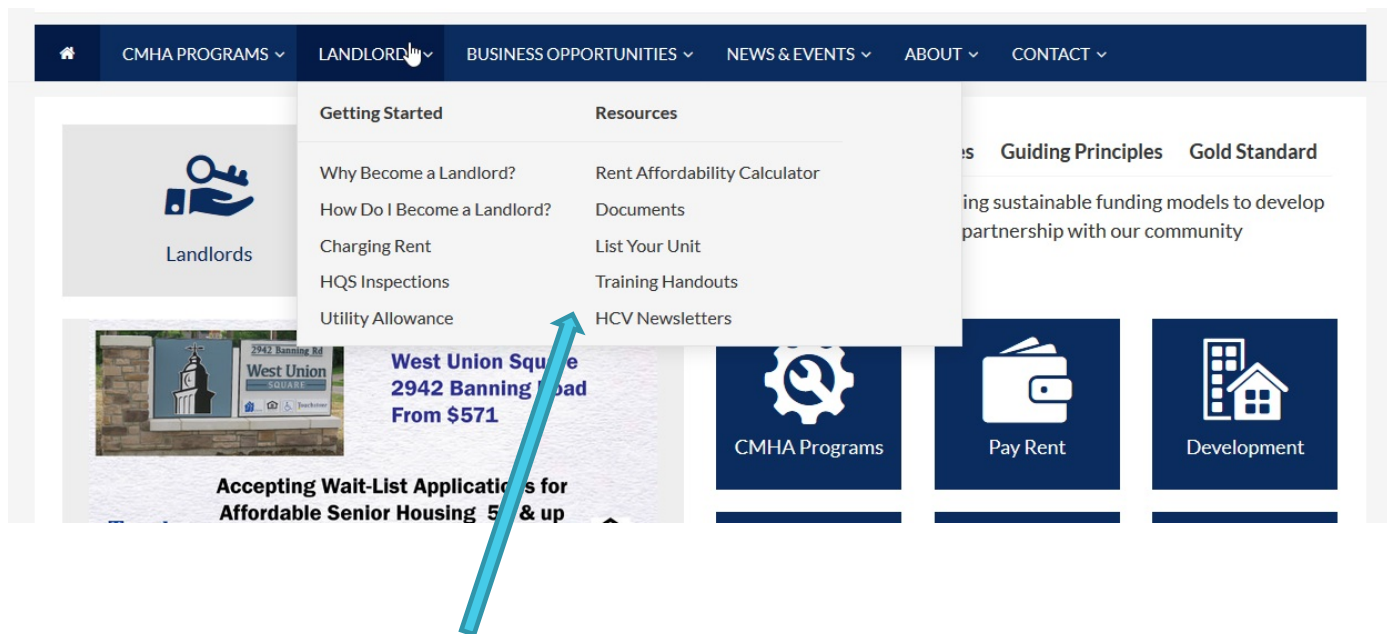 CMHA PROGRAMS
LANDLORDS
BUSINESS OPPORTUNITIES
NEWS & EVENTS
ABOUT
CONTACT
Getting Started
Why Become a Landlord?
How Do I Become a Landlord?
Charging Rent
HQS Inspections
Utility Allowance
Resources
Rent Affordability Calculator
Documents
List Your Unit
Training Handouts
HCV Newsletters
Landlords
Guiding Principles
Gold Standard
ing sustainable funding models to develop
partnership with our community
2942 Banning Rd
West Union
SQUARE
West Union Square
2942 Banning Road
From $571
Accepting Wait-List Applications for
Affordable Senior Housing & up
CMHA Programs
Pay Rent
Development